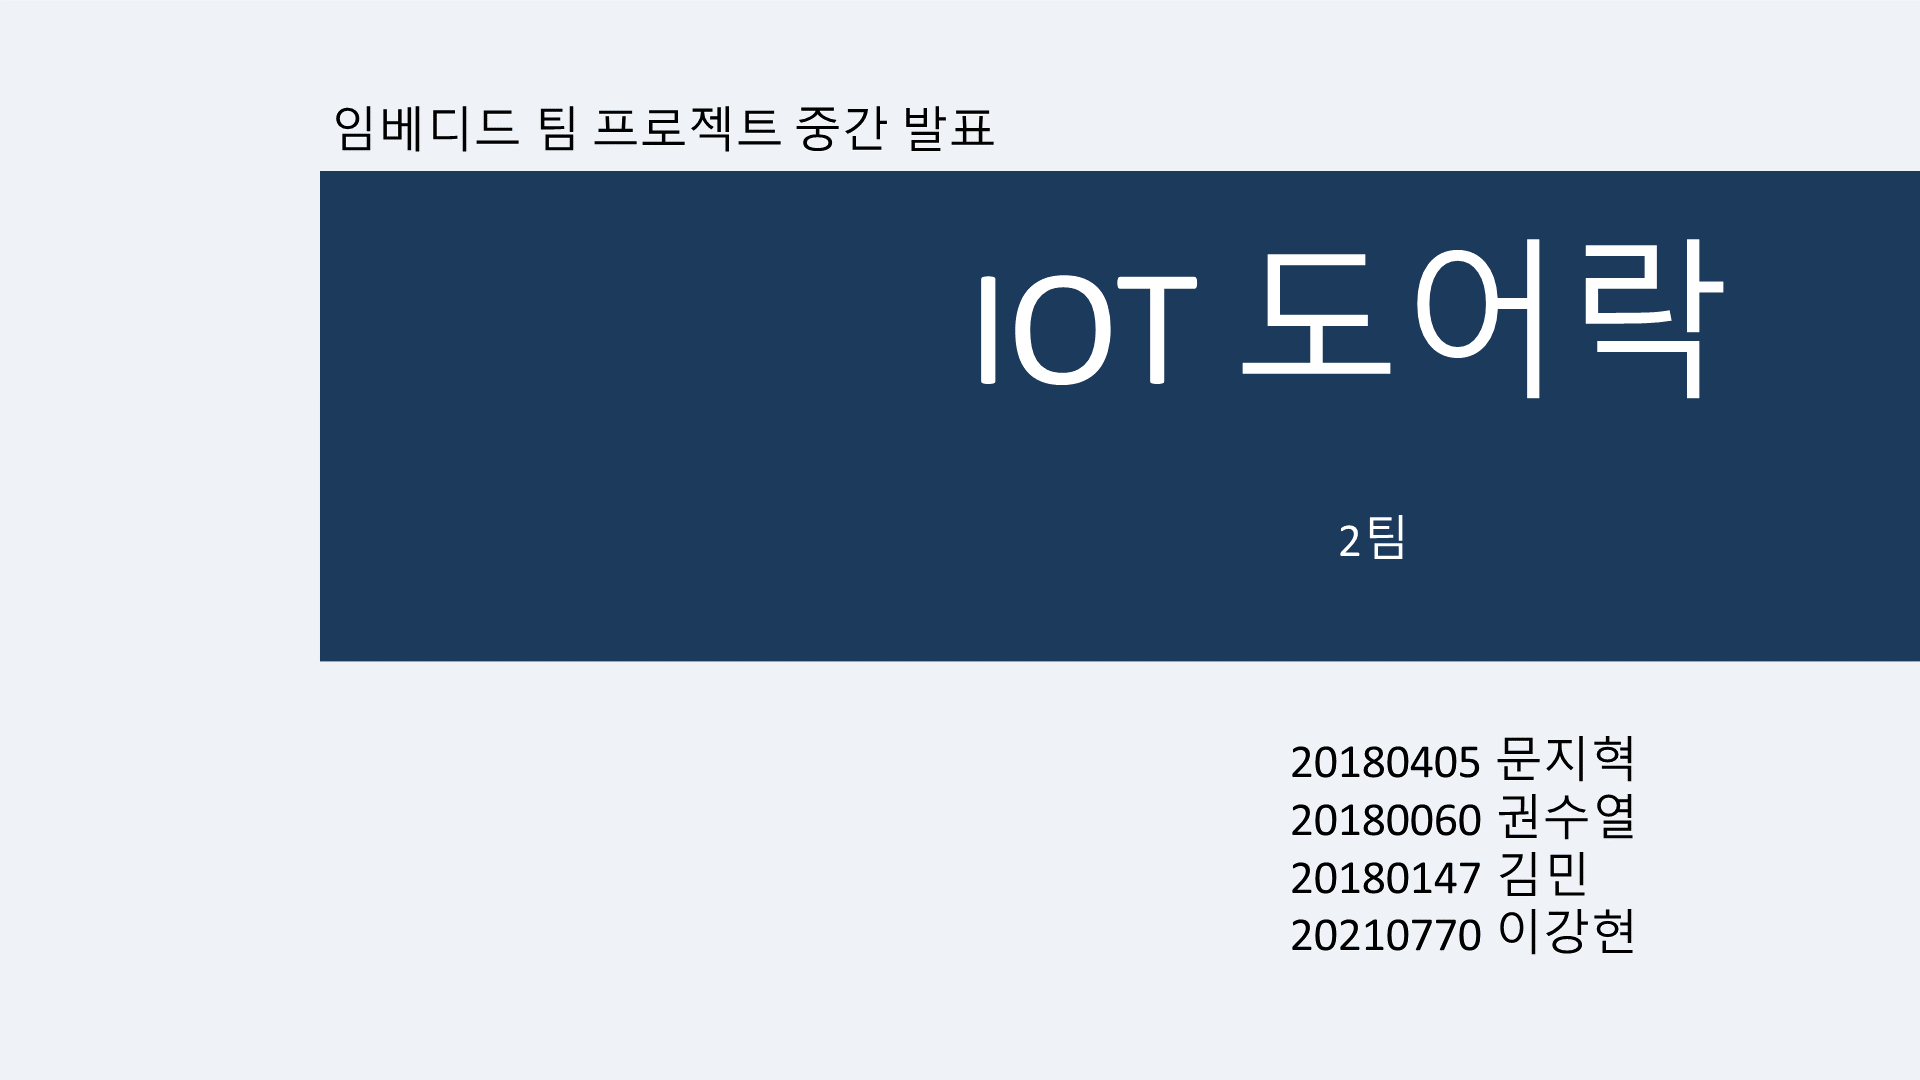 임베디드 팀 프로젝트 중간 발표
IOT 도어락
2팀
20180405 문지혁
20180060 권수열
20180147 김민
20210770 이강현